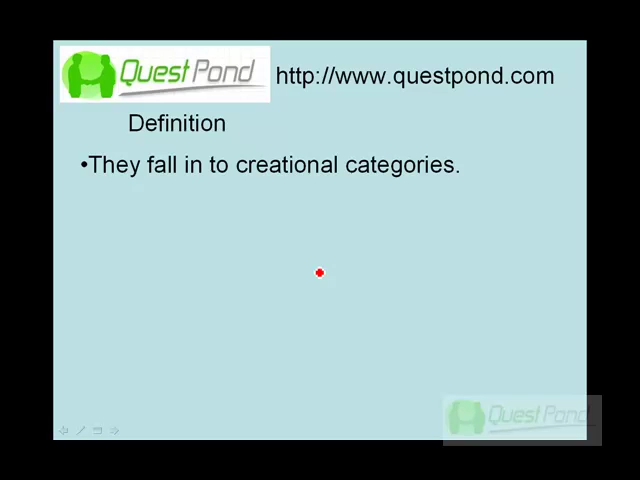 QuestPond http://www.questpond.com
Definition
•They fall in to creational categories.
QuestPond